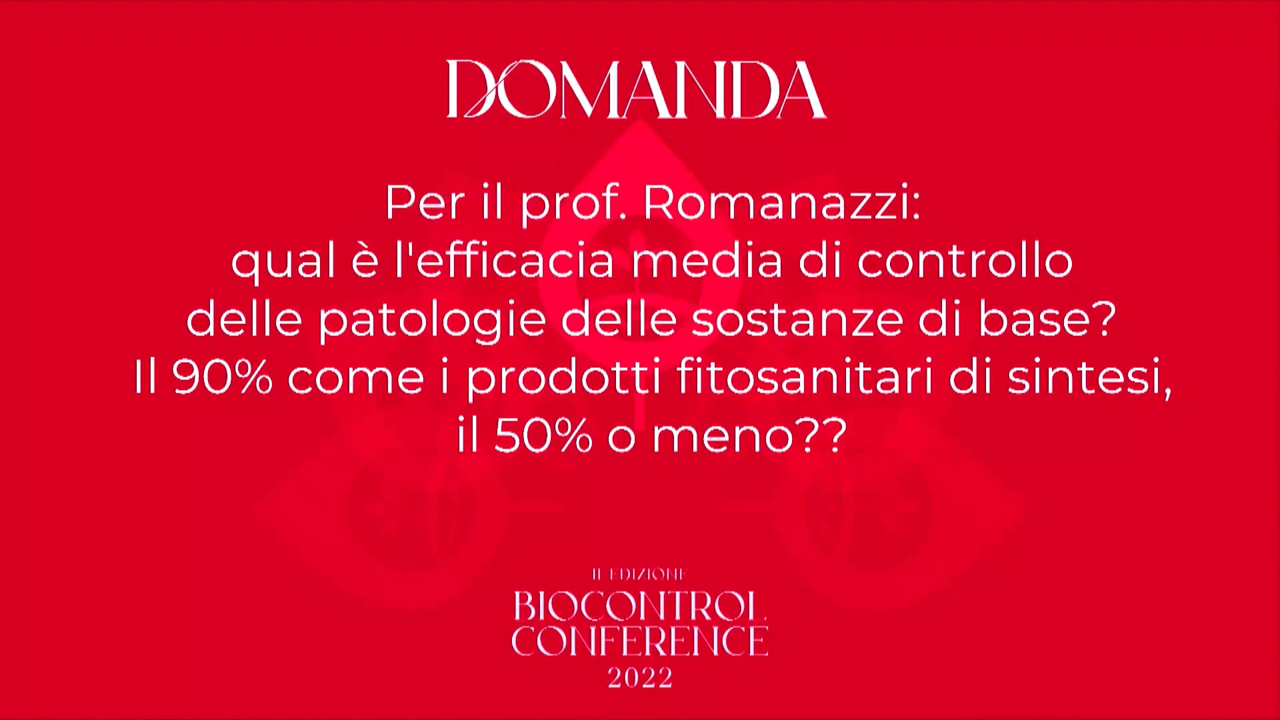 DOMANDA
Per il prof. Romanazzi:
qual è l'efficacia media di controllo
delle patologie delle sostanze di base?
Il 90% come i prodotti fitosanitari di sintesi,
il 50% o meno??
II EDIZIONE
BIOCONTROL
CONFERENCE
2022